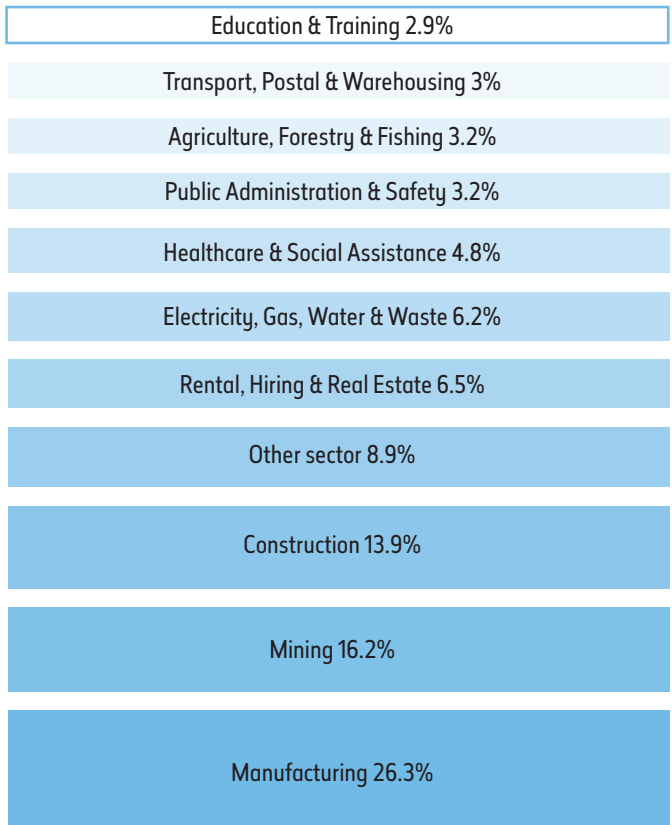 Education & Training 2.9%
Transport, Postal & Warehousing 3%
Agriculture, Forestry & Fishing 3.2%
Public Administration & Safety 3.2%
Healthcare & Social Assistance 4.8%
Electricity, Gas, Water & Waste 6.2%
Rental, Hiring & Real Estate 6.5%
Other sector 8.9%
Construction 13.9%
Mining 16.2%
Manufacturing 26.3%